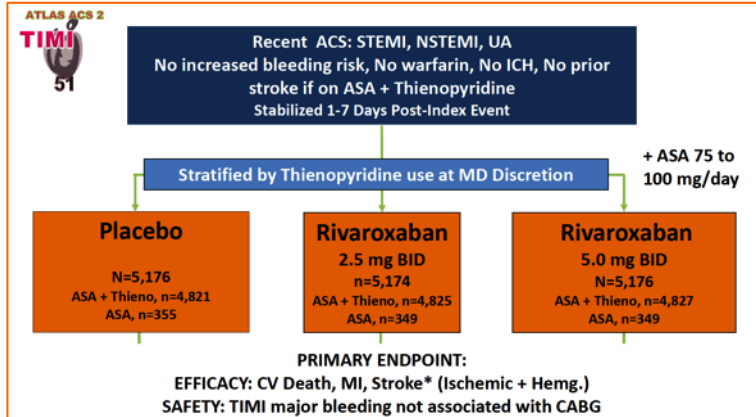 ATLAS ACS 2
TIMI
51
Recent ACS: STEMI, NSTEMI, UA
No increased bleeding risk, No warfarin, No ICH, No prior
stroke if on ASA + Thienopyridine
Stabilized 1-7 Days Post-Index Event
Stratified by Thienopyridine use at MD Discretion
+ ASA 75 to
100 mg/day
Placebo
N=5,176
ASA + Thieno, n=4,821
ASA, n=355
Rivaroxaban
2.5 mg BID
n=5,174
ASA + Thieno, n=4,825
ASA, n=349
Rivaroxaban
5.0 mg BID
N=5,176
ASA + Thieno, n=4,827
ASA, n=349
PRIMARY ENDPOINT:
EFFICACY: CV Death, MI, Stroke* (Ischemic + Hemg.)
SAFETY: TIMI major bleeding not associated with CABG